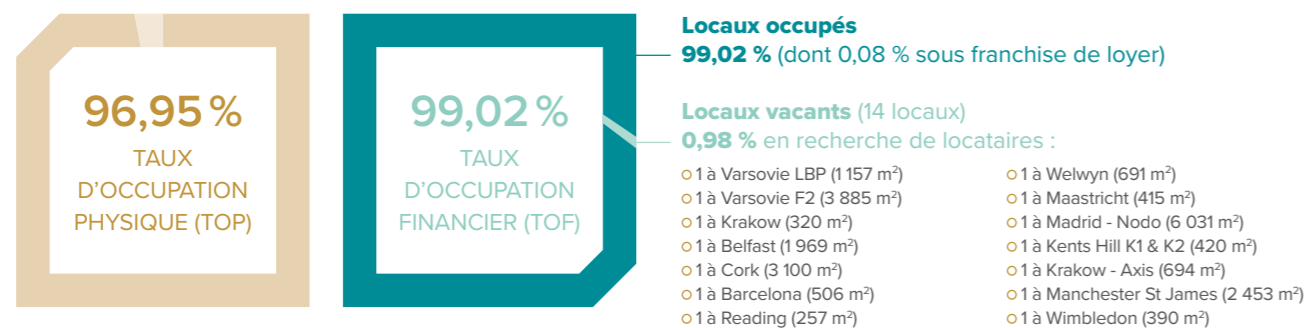 96,95 %
TAUX
D’OCCUPATION
PHYSIQUE (TOP)
99,02 %
TAUX
D’OCCUPATION
FINANCIER (TOF)
Locaux occupés
99,02 % (dont 0,08 % sous franchise de loyer)
Locaux vacants (14 locaux)
0,98 % en recherche de locataires :
1 à Varsovie LBP (1 157 m²)
1 à Varsovie F2 (3 885 m²)
1 à Krakow (320 m²)
1 à Belfast (1 969 m²)
1 à Cork (3 100 m²)
1 à Barcelona (506 m²)
1 à Reading (257 m²)
1 à Welwyn (691 m²)
1 à Maastricht (415 m²)
1 à Madrid - Nodo (6 031 m²)
1 à Kents Hill K1 & K2 (420 m²)
1 à Krakow - Axis (694 m²)
1 à Manchester St James (2 453 m²)
1 à Wimbledon (390 m²)